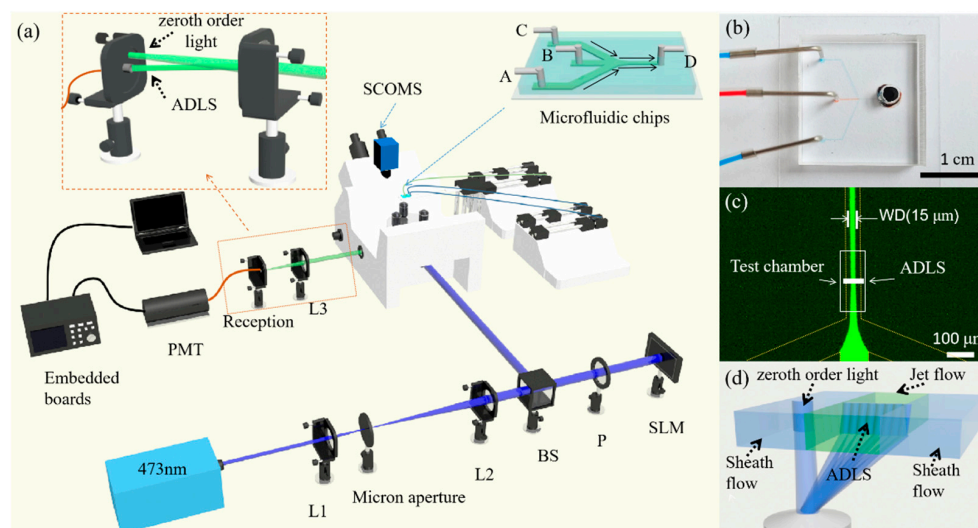 (a)
zeroth order
light
ADLS
SCOMS
C
B
A
D
Microfluidic chips
L3
Reception
PMT
Embedded
boards
473nm
L1
Micron aperture
L2
BS
P
SLM
(b)
1 cm
(c)
WD(15 μm)
Test chamber
ADLS
100 μm
(d)
zeroth order light
Jet flow
Sheath
flow
ADLS
Sheath
flow